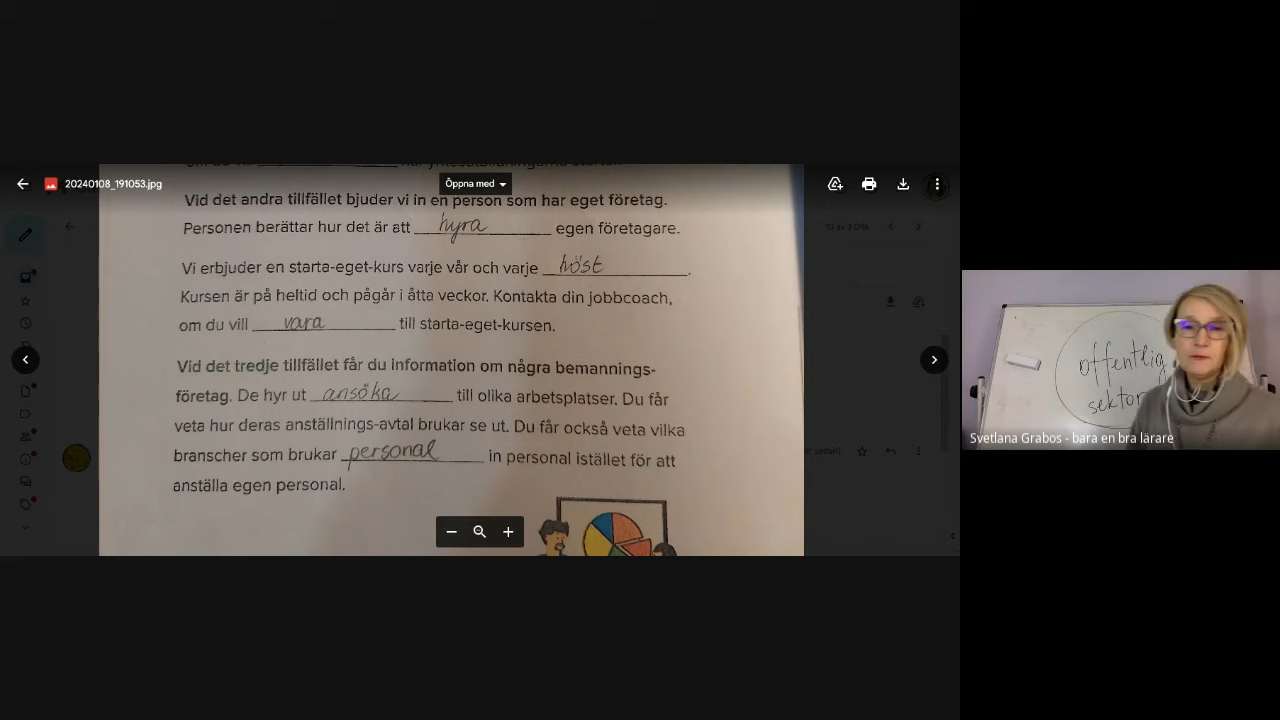 20240108_191053.jpg
Öppna med
Vid det andra tillfället bjuder vi in en person som har eget företag.
Personen berättar hur det är att hyra egen företagare.
Vi erbjuder en starta-eget-kurs varje vår och varje höst.
Kursen är på heltid och pågår i åtta veckor. Kontakta din jobbcoach,
om du vill vara till starta-eget-kursen.
Vid det tredje tillfället får du information om några bemannings-
företag. De hyr ut ansöka till olika arbetsplatser. Du får
veta hur deras anställnings-avtal brukar se ut. Du får också veta vilka
branscher som brukar personal in personal istället för att
anställa egen personal.
offentlig
sektor
Svetlana Grabos - bara en bra lärare